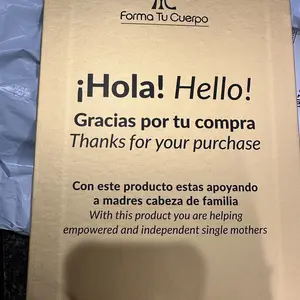 Forma Tu Cuerpo
¡Hola! Hello!
Gracias por tu compra
Thanks for your purchase
Con este producto estas apoyando
a madres cabeza de familia
With this product you are helping
empowered and independent single mothers